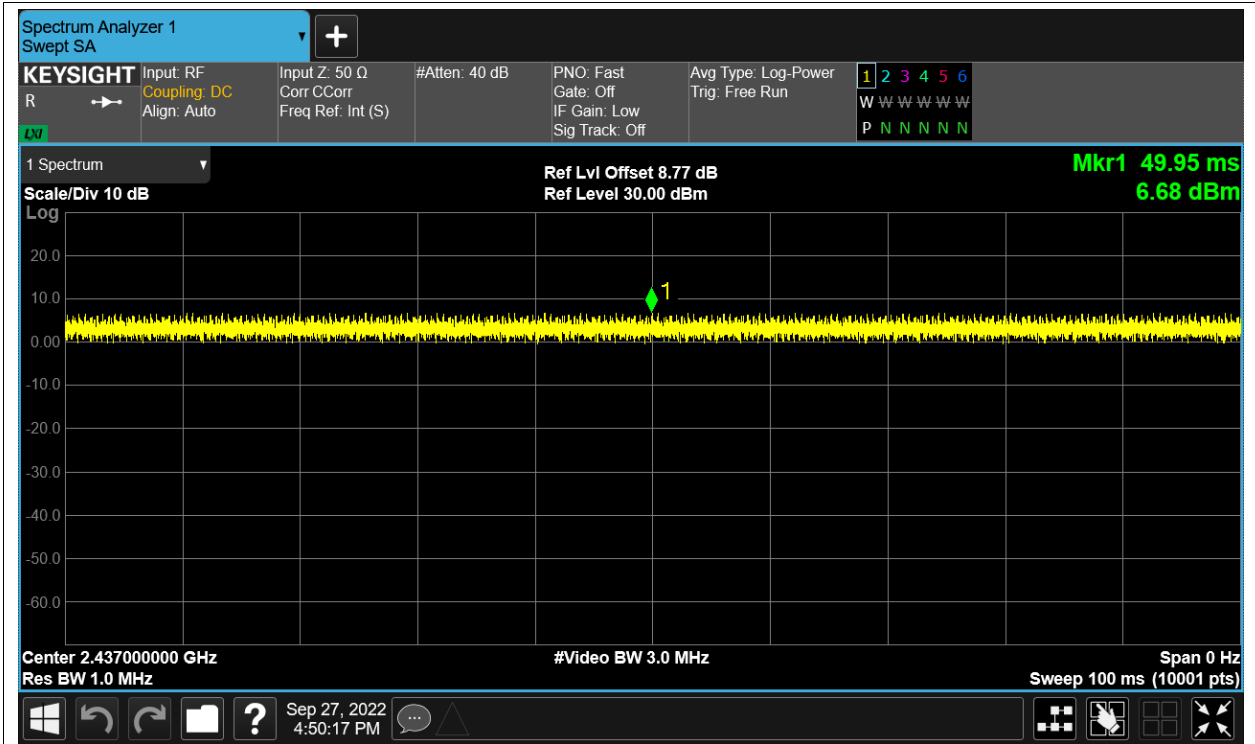 Spectrum Analyzer 1
Swept SA
KEYSIGHT
R
LXI
Input: RF
Coupling: DC
Align: Auto
Input Z: 50 Ω
Corr CCorr
Freq Ref: Int (S)
#Atten: 40 dB
PNO: Fast
Gate: Off
IF Gain: Low
Sig Track: Off
Avg Type: Log-Power
Trig: Free Run
1 2 3 4 5 6
W W W W W W
P N N N N N
1 Spectrum
Scale/Div 10 dB
Ref Lvl Offset 8.77 dB
Ref Level 30.00 dBm
Mkr1 49.95 ms
6.68 dBm
Log
20.0
10.0
0.00
-10.0
-20.0
-30.0
-40.0
-50.0
-60.0
1
Center 2.437000000 GHz
Res BW 1.0 MHz
#Video BW 3.0 MHz
Span 0 Hz
Sweep 100 ms (10001 pts)
?
Sep 27, 2022
4:50:17 PM